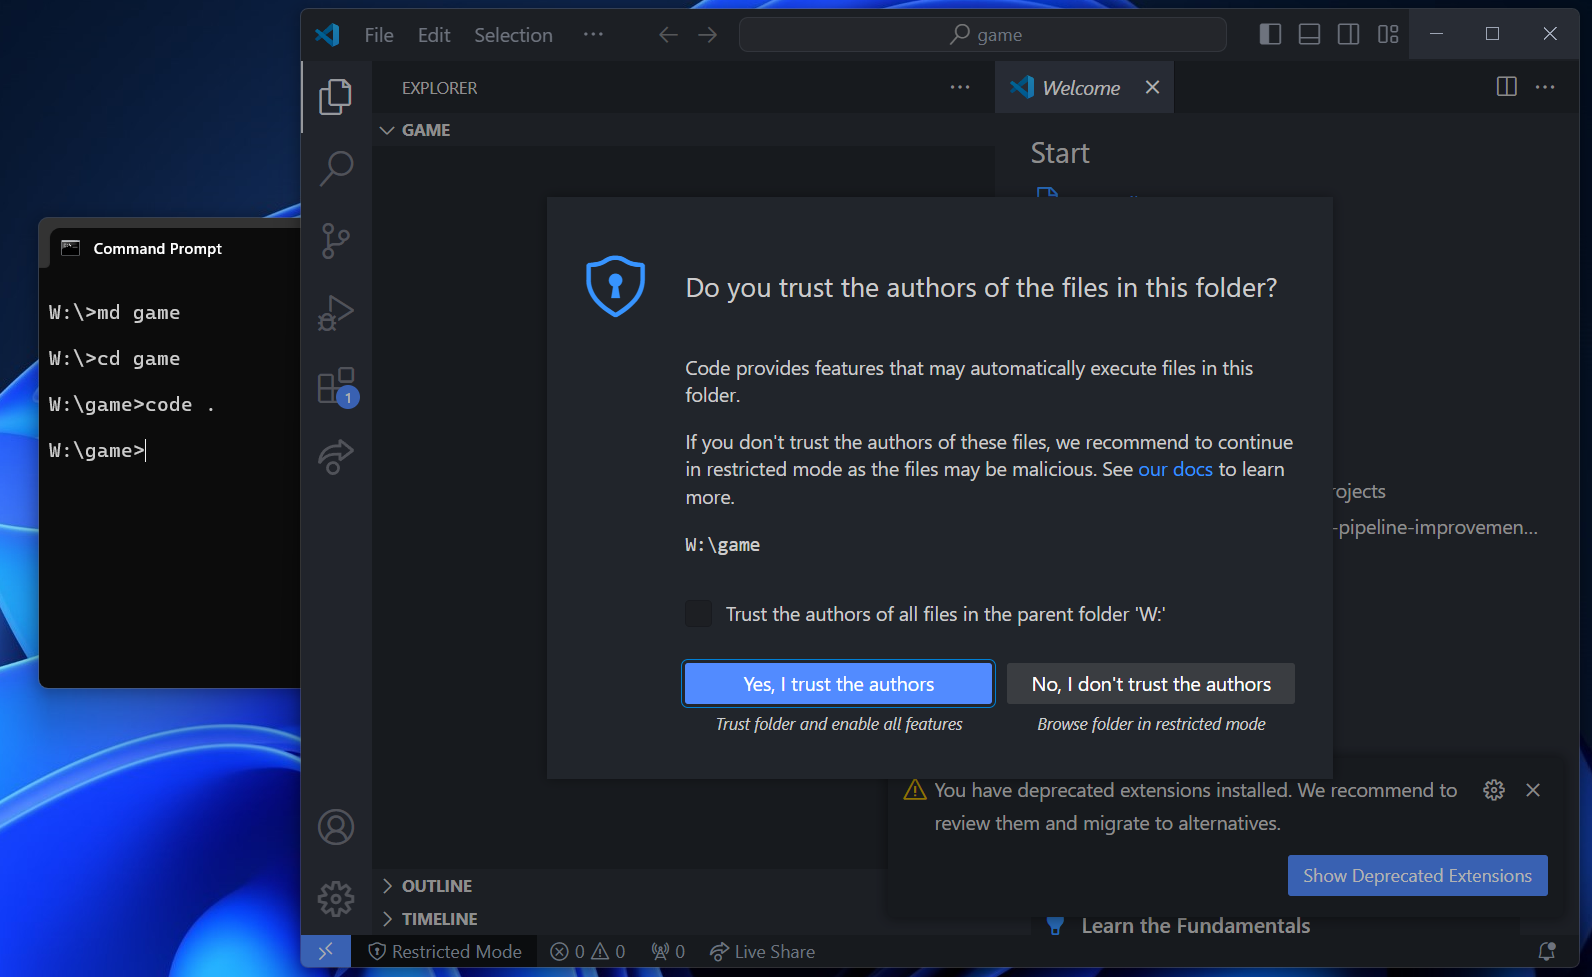 File Edit Selection ···
game
EXPLORER
Welcome
GAME
Start
Command Prompt
W:\>md game
W:\>cd game
W:\game>code .
W:\game>
1
Do you trust the authors of the files in this folder?
Code provides features that may automatically execute files in this
folder.
If you don't trust the authors of these files, we recommend to continue
in restricted mode as the files may be malicious. See our docs to learn
more.
W:\game
Trust the authors of all files in the parent folder 'W:'
Yes, I trust the authors
No, I don't trust the authors
Trust folder and enable all features
Browse folder in restricted mode
rojects
-pipeline-improvemen...
You have deprecated extensions installed. We recommend to
review them and migrate to alternatives.
Show Deprecated Extensions
OUTLINE
TIMELINE
Learn the Fundamentals
Restricted Mode 0 0 0 Live Share